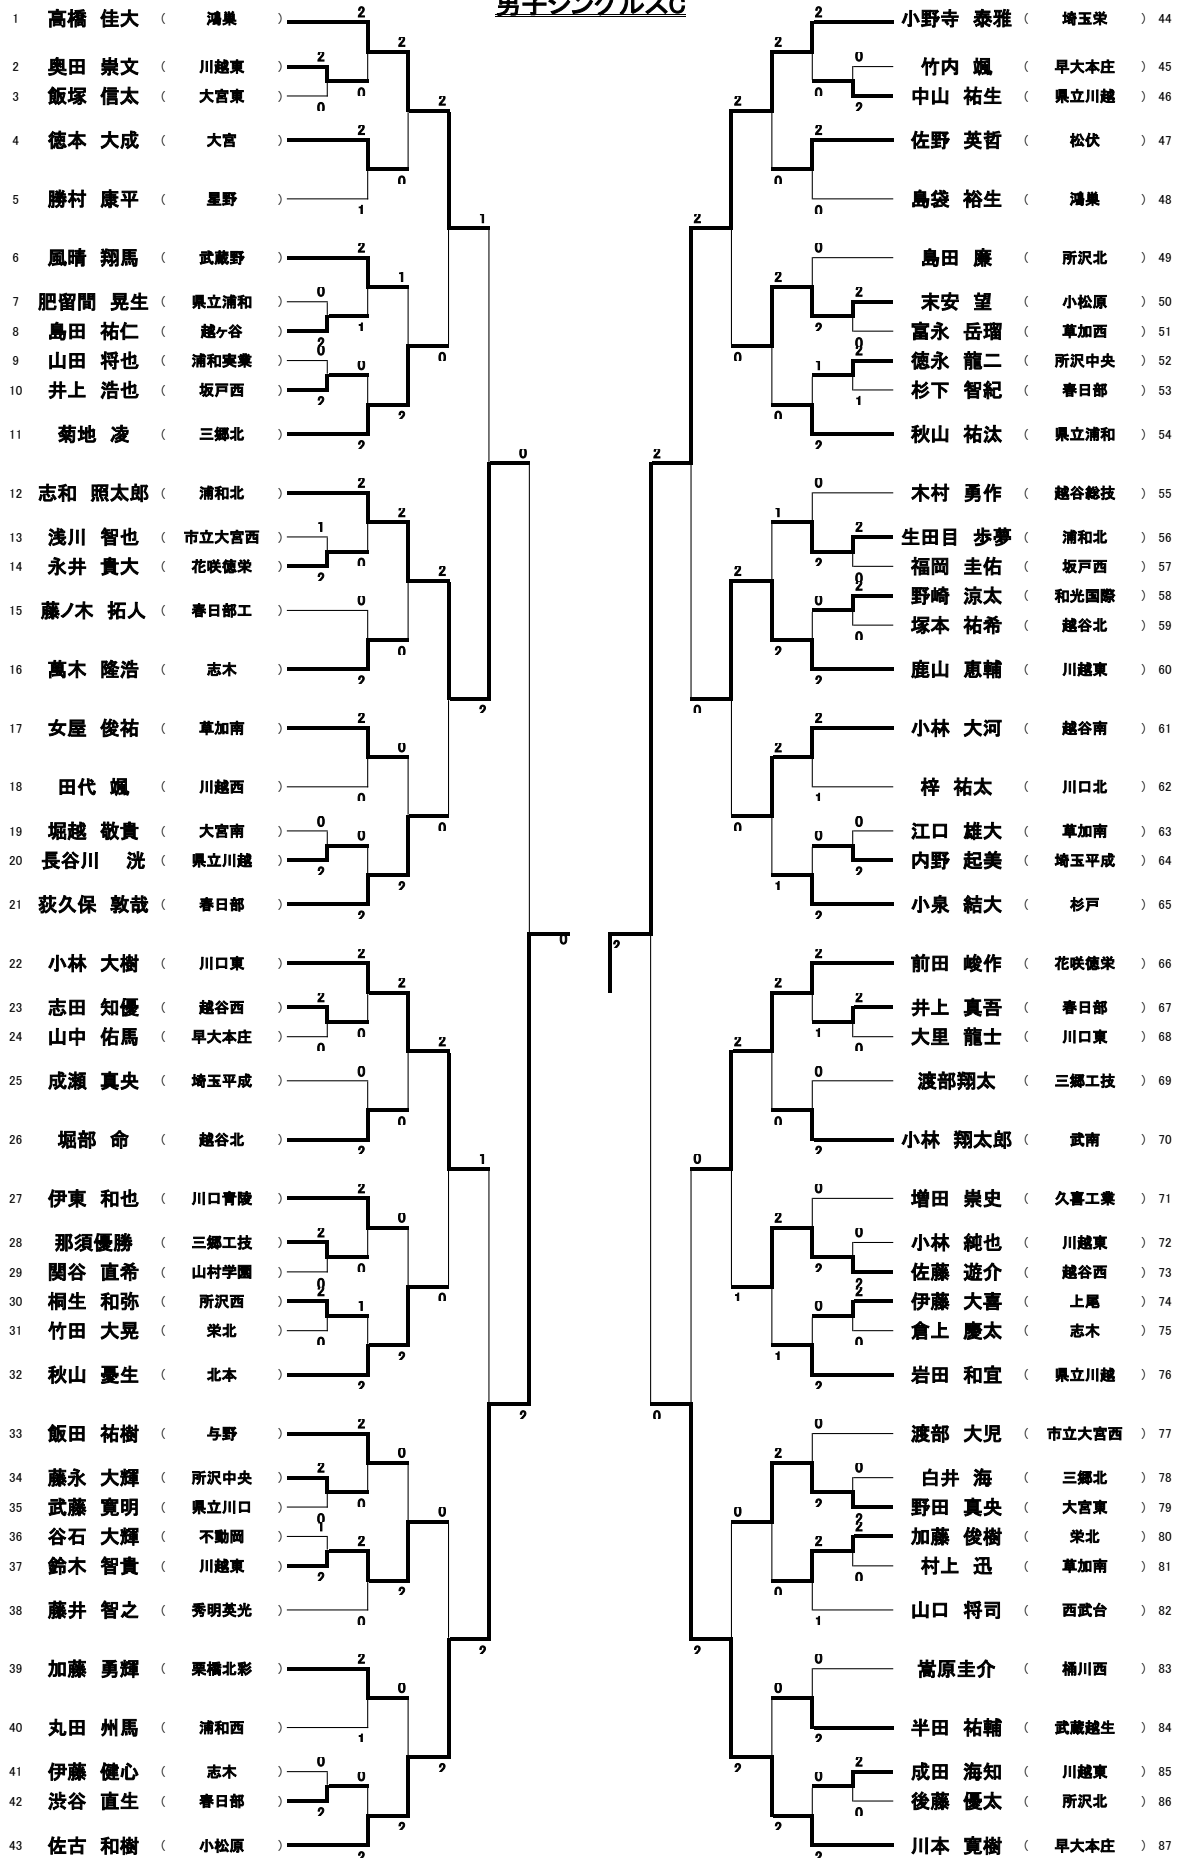 男子シングルスC
1 高橋 佳大 （ 鴻巣 ）
2 奥田 崇文 （ 川越東 ）
3 飯塚 信太 （ 大宮東 ）
4 徳本 大成 （ 大宮 ）
5 勝村 康平 （ 星野 ）
6 風晴 翔馬 （ 武蔵野 ）
7 肥留間 晃生 （ 県立浦和 ）
8 島田 祐仁 （ 越ヶ谷 ）
9 山田 将也 （ 浦和実業 ）
10 井上 浩也 （ 坂戸西 ）
11 菊地 凌 （ 三郷北 ）
12 志和 照太郎 （ 浦和北 ）
13 浅川 智也 （ 市立大宮西 ）
14 永井 貴大 （ 花咲徳栄 ）
15 藤ノ木 拓人 （ 春日部工 ）
16 萬木 隆浩 （ 志木 ）
17 女屋 俊祐 （ 草加南 ）
18 田代 颯 （ 川越西 ）
19 堀越 敬貴 （ 大宮南 ）
20 長谷川 洸 （ 県立川越 ）
21 荻久保 敦哉 （ 春日部 ）
22 小林 大樹 （ 川口東 ）
23 志田 知優 （ 越谷西 ）
24 山中 佑馬 （ 早大本庄 ）
25 成瀬 真央 （ 埼玉平成 ）
26 堀部 命 （ 越谷北 ）
27 伊東 和也 （ 川口青陵 ）
28 那須優勝 （ 三郷工技 ）
29 関谷 直希 （ 山村学園 ）
30 桐生 和弥 （ 所沢西 ）
31 竹田 大晃 （ 栄北 ）
32 秋山 憂生 （ 北本 ）
33 飯田 祐樹 （ 与野 ）
34 藤永 大輝 （ 所沢中央 ）
35 武藤 寛明 （ 県立川口 ）
36 谷石 大輝 （ 不動岡 ）
37 鈴木 智貴 （ 川越東 ）
38 藤井 智之 （ 秀明英光 ）
39 加藤 勇輝 （ 栗橋北彩 ）
40 丸田 州馬 （ 浦和西 ）
41 伊藤 健心 （ 志木 ）
42 渋谷 直生 （ 春日部 ）
43 佐古 和樹 （ 小松原 ）
小野寺 泰雅 （ 埼玉栄 ） 44
竹内 颯 （ 早大本庄 ） 45
中山 祐生 （ 県立川越 ） 46
佐野 英哲 （ 松伏 ） 47
島袋 裕生 （ 鴻巣 ） 48
島田 廉 （ 所沢北 ） 49
末安 望 （ 小松原 ） 50
富永 岳瑠 （ 草加西 ） 51
徳永 龍二 （ 所沢中央 ） 52
杉下 智紀 （ 春日部 ） 53
秋山 祐汰 （ 県立浦和 ） 54
木村 勇作 （ 越谷総技 ） 55
生田目 歩夢 （ 浦和北 ） 56
福岡 圭佑 （ 坂戸西 ） 57
野崎 涼太 （ 和光国際 ） 58
塚本 祐希 （ 越谷北 ） 59
鹿山 恵輔 （ 川越東 ） 60
小林 大河 （ 越谷南 ） 61
梓 祐太 （ 川口北 ） 62
江口 雄大 （ 草加南 ） 63
内野 起美 （ 埼玉平成 ） 64
小泉 結大 （ 杉戸 ） 65
前田 峻作 （ 花咲徳栄 ） 66
井上 真吾 （ 春日部 ） 67
大里 龍士 （ 川口東 ） 68
渡部翔太 （ 三郷工技 ） 69
小林 翔太郎 （ 武南 ） 70
増田 崇史 （ 久喜工業 ） 71
小林 純也 （ 川越東 ） 72
佐藤 遊介 （ 越谷西 ） 73
伊藤 大喜 （ 上尾 ） 74
倉上 慶太 （ 志木 ） 75
岩田 和宜 （ 県立川越 ） 76
渡部 大児 （ 市立大宮西 ） 77
白井 海 （ 三郷北 ） 78
野田 真央 （ 大宮東 ） 79
加藤 俊樹 （ 栄北 ） 80
村上 迅 （ 草加南 ） 81
山口 将司 （ 西武台 ） 82
嵩原圭介 （ 桶川西 ） 83
半田 祐輔 （ 武蔵越生 ） 84
成田 海知 （ 川越東 ） 85
後藤 優太 （ 所沢北 ） 86
川本 寛樹 （ 早大本庄 ） 87